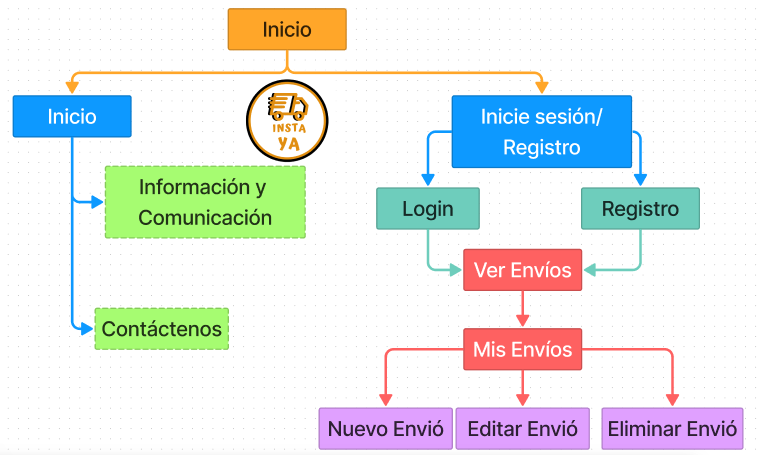 Inicio
Inicio
INSTA
YA
Inicie sesión/
Registro
Información y
Comunicación
Login
Registro
Ver Envíos
Contáctenos
Mis Envíos
Nuevo Envió
Editar Envió
Eliminar Envió